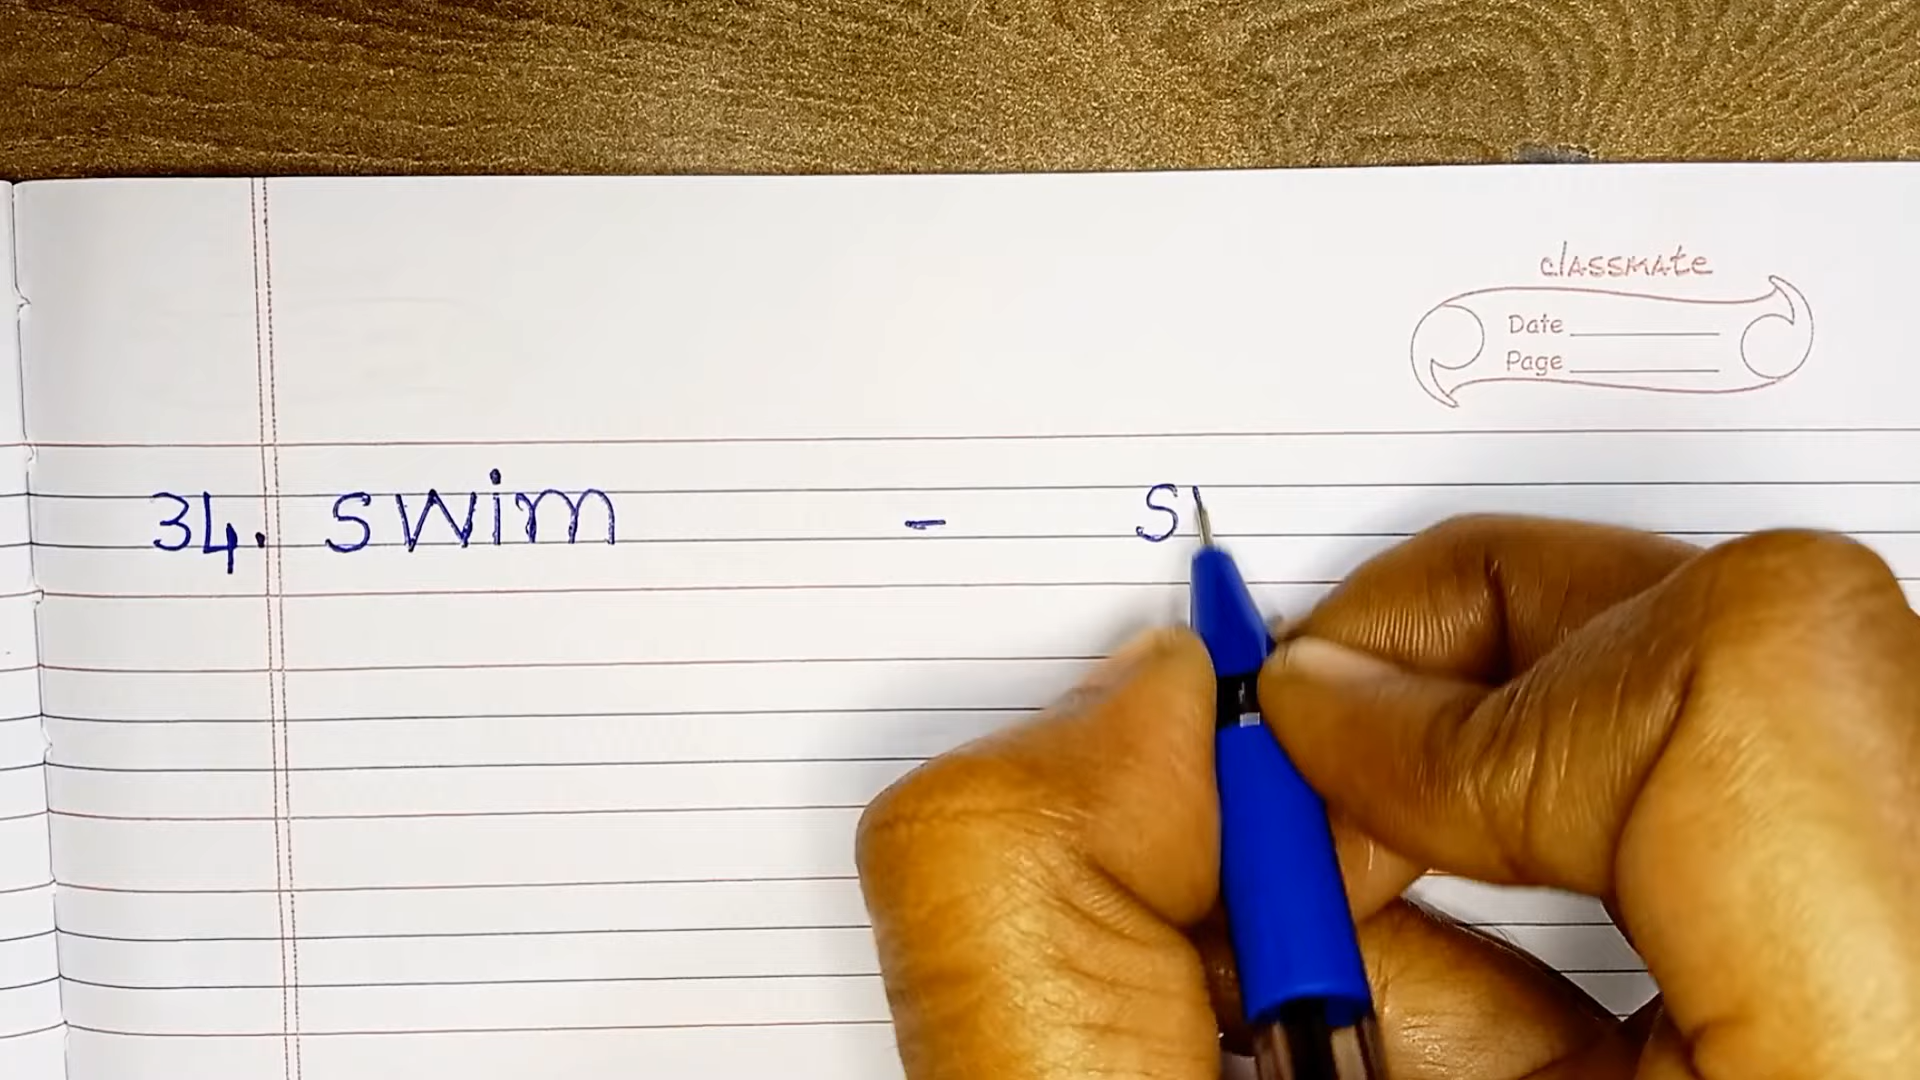 classmate
Date
Page
34. swim - s